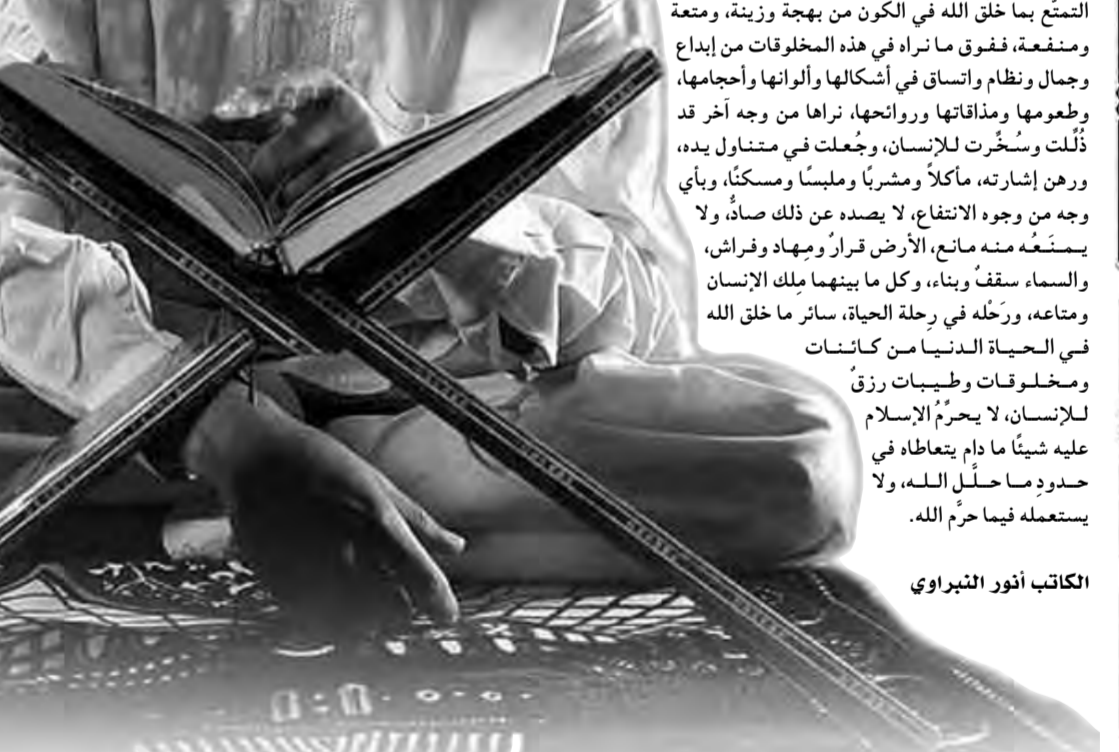 التمتّع بما خلق الله في الكون من بهجة وزينة، ومتعة
ومنفعة، ففوق ما نراه في هذه المخلوقات من إبداع
وجمال ونظام واتساق في أشكالها وألوانها وأحجامها،
وطعومها ومذاقاتها وروائحها، نراها من وجه آخر قد
ذُلِّلت وسُخِّرت للإنسان، وجُعلت في متناول يده،
ورهن إشارته، مأكلاً ومشربًا وملبسًا ومسكنًا، وبأي
وجه من وجوه الانتفاع، لا يصده عن ذلك صادٌّ، ولا
يمنَعُه منه مانع، الأرض قرارٌ ومِهاد وفراش،
والسماء سقفٌ وبناء، وكل ما بينهما مِلك الإنسان
ومتاعه، ورَحْله في رِحلة الحياة، سائر ما خلق الله
في الحياة الدنيا من كائنات
ومخلوقات وطيبات رزقٌ
للإنسان، لا يحرِّمُ الإسلام
عليه شيئًا ما دام يتعاطاه في
حدودِ ما حلَّل الله، ولا
يستعمله فيما حرَّم الله.
الكاتب أنور النبراوي